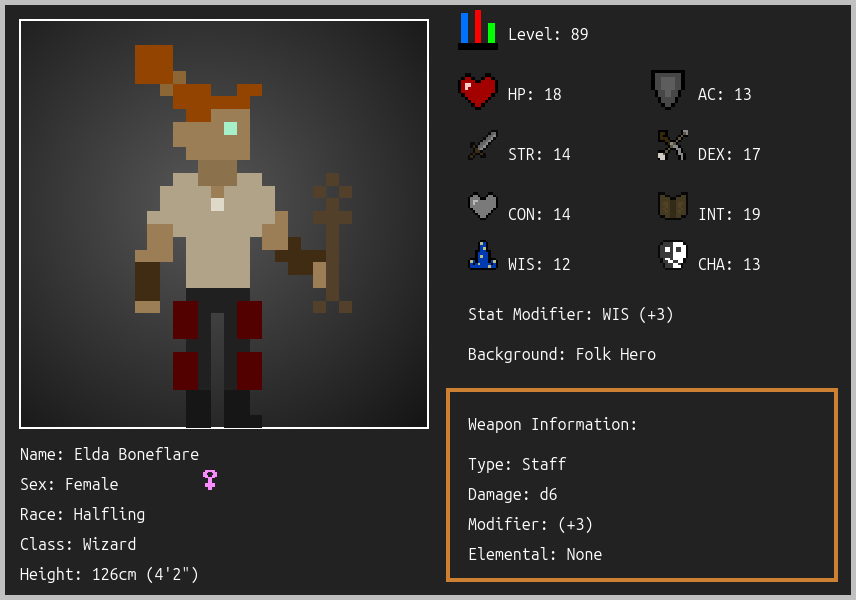 Level: 89
HP: 18
AC: 13
STR: 14
DEX: 17
CON: 14
INT: 19
WIS: 12
CHA: 13
Stat Modifier: WIS (+3)
Background: Folk Hero
Weapon Information:
Type: Staff
Damage: d6
Modifier: (+3)
Elemental: None
Name: Elda Boneflare
Sex: Female
Race: Halfling
Class: Wizard
Height: 126cm (4'2")